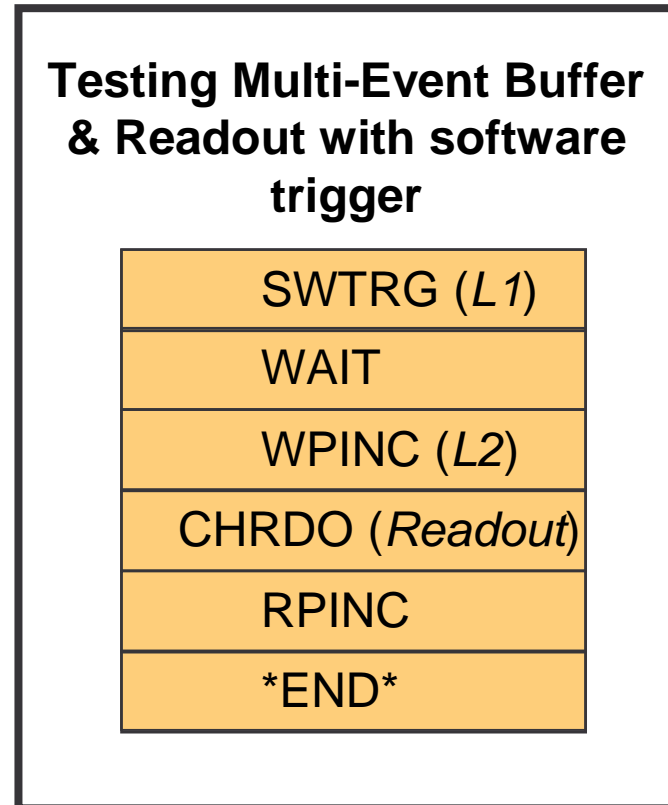 Testing Multi-Event Buffer
& Readout with software
trigger
SWTRG (L1)
WAIT
WPINC (L2)
CHRDO (Readout)
RPINC
*END*